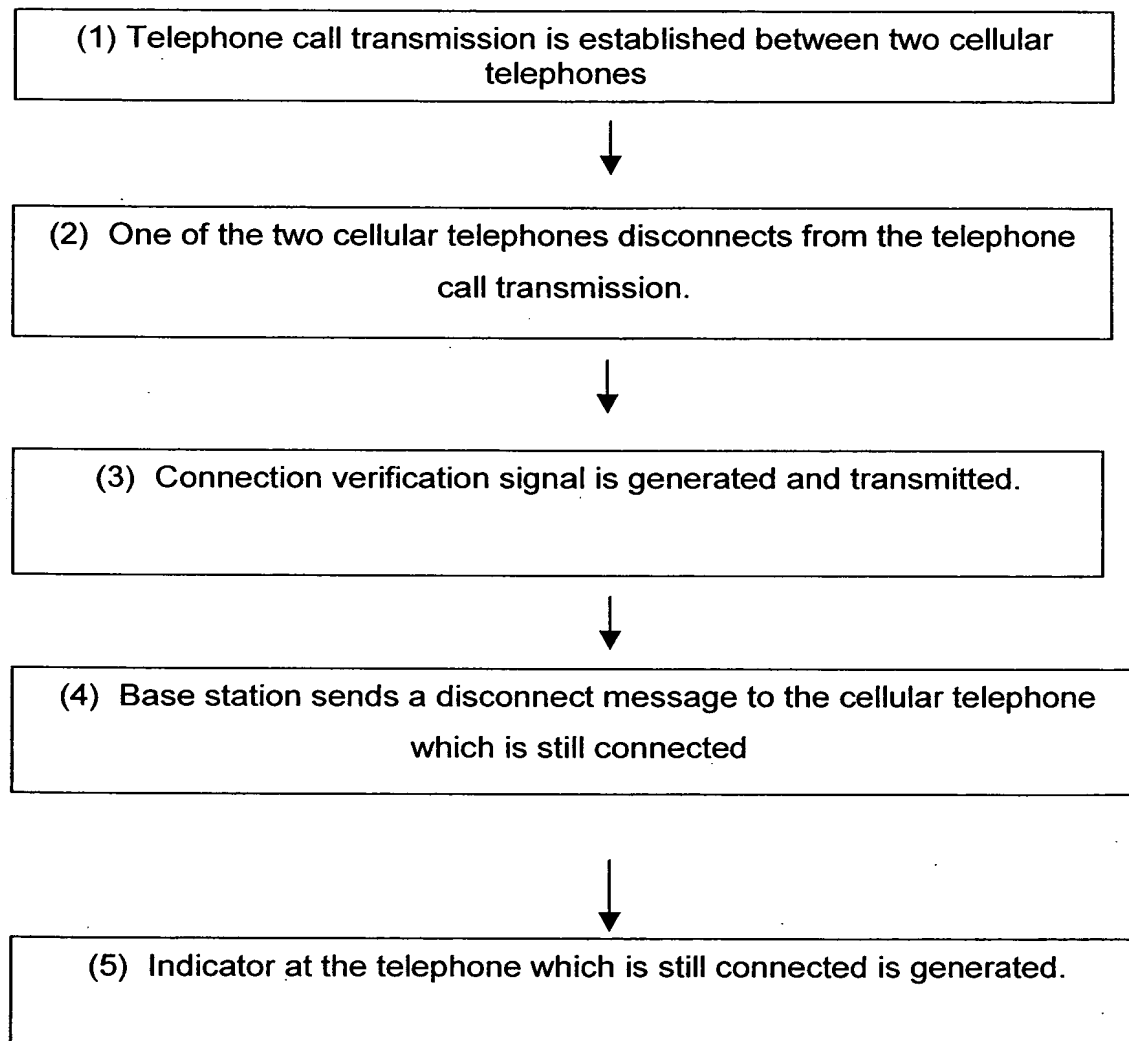 (1) Telephone call transmission is established between two cellular
telephones
(2) One of the two cellular telephones disconnects from the telephone
call transmission.
(3) Connection verification signal is generated and transmitted.
(4) Base station sends a disconnect message to the cellular telephone
which is still connected
(5) Indicator at the telephone which is still connected is generated.